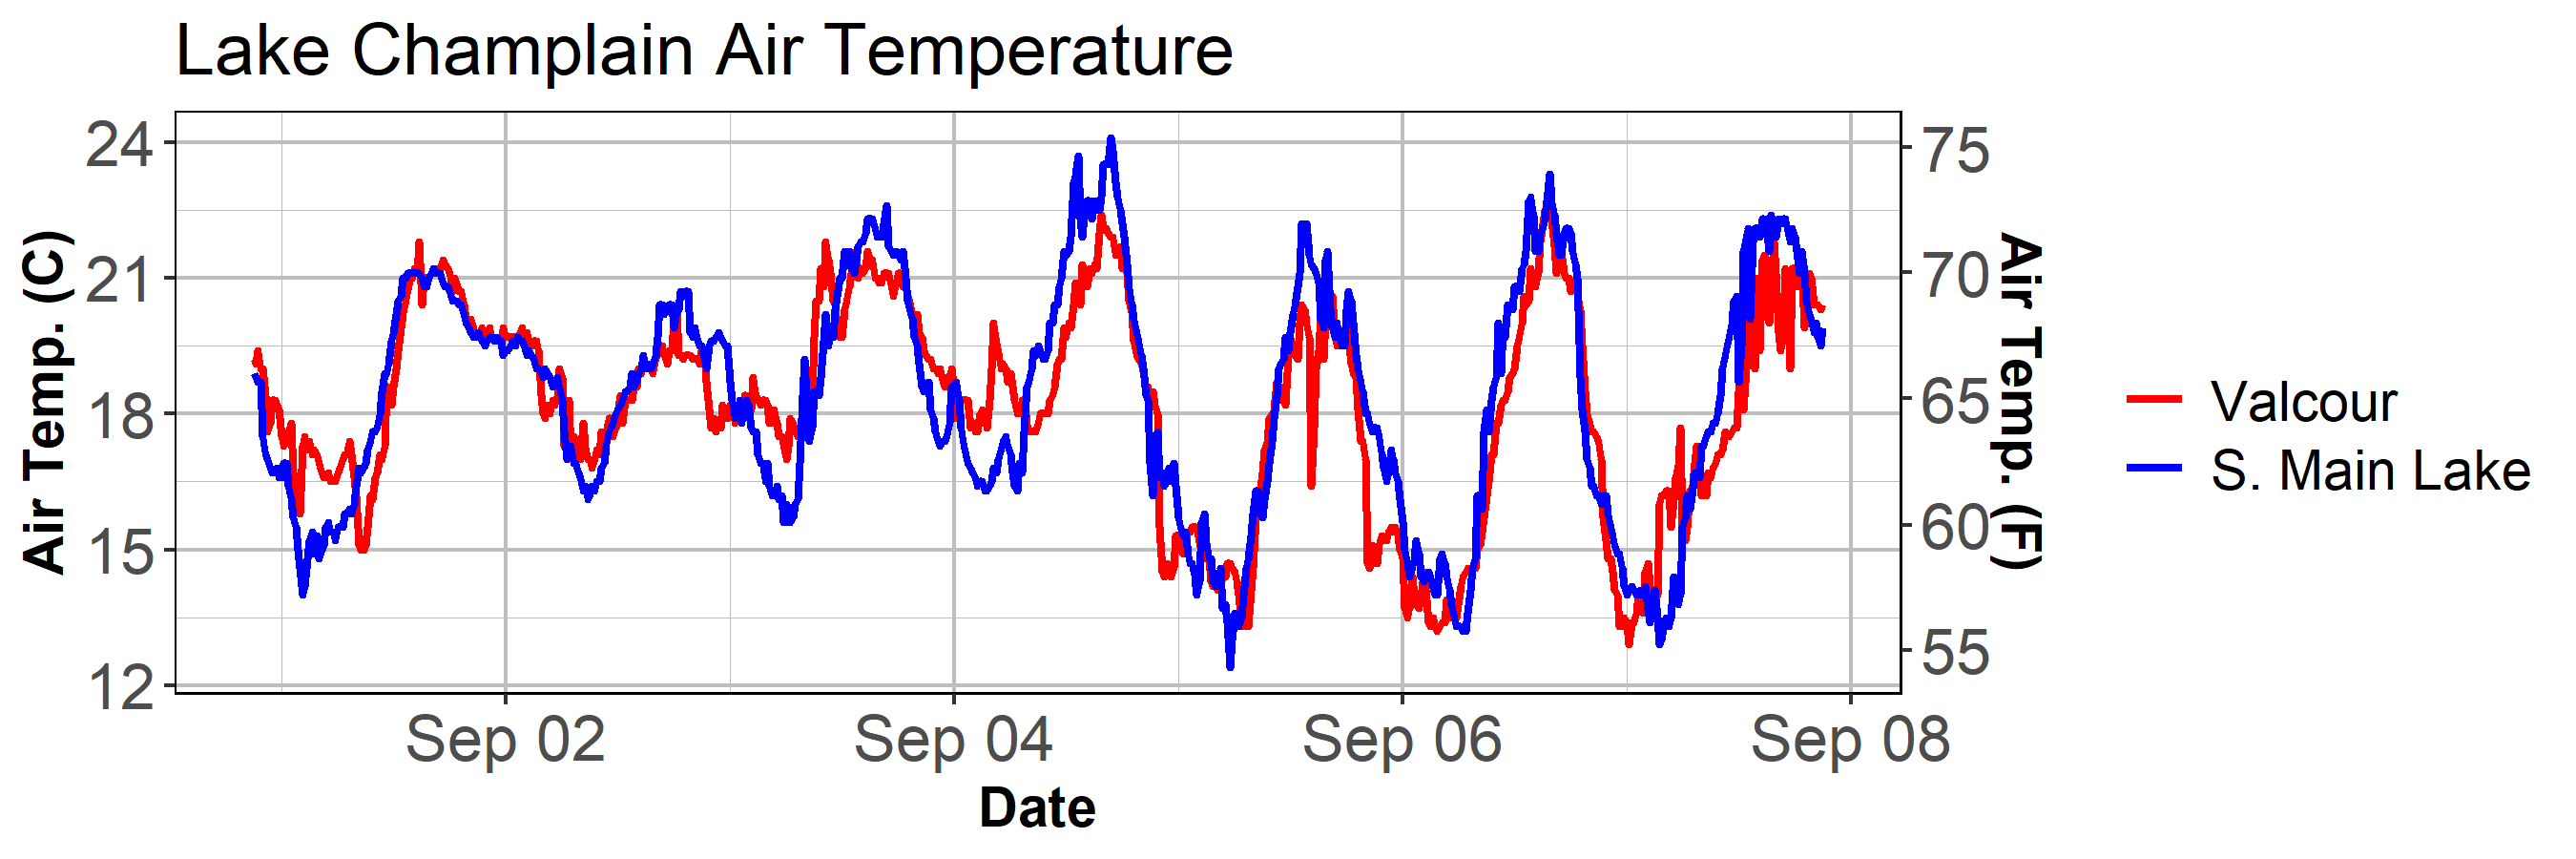 Lake Champlain Air Temperature
Air Temp. (C)
24
21
18
15
12
75
70
65
60
55
Air Temp. (F)
Sep 02
Sep 04
Sep 06
Sep 08
Date
Valcour
S. Main Lake